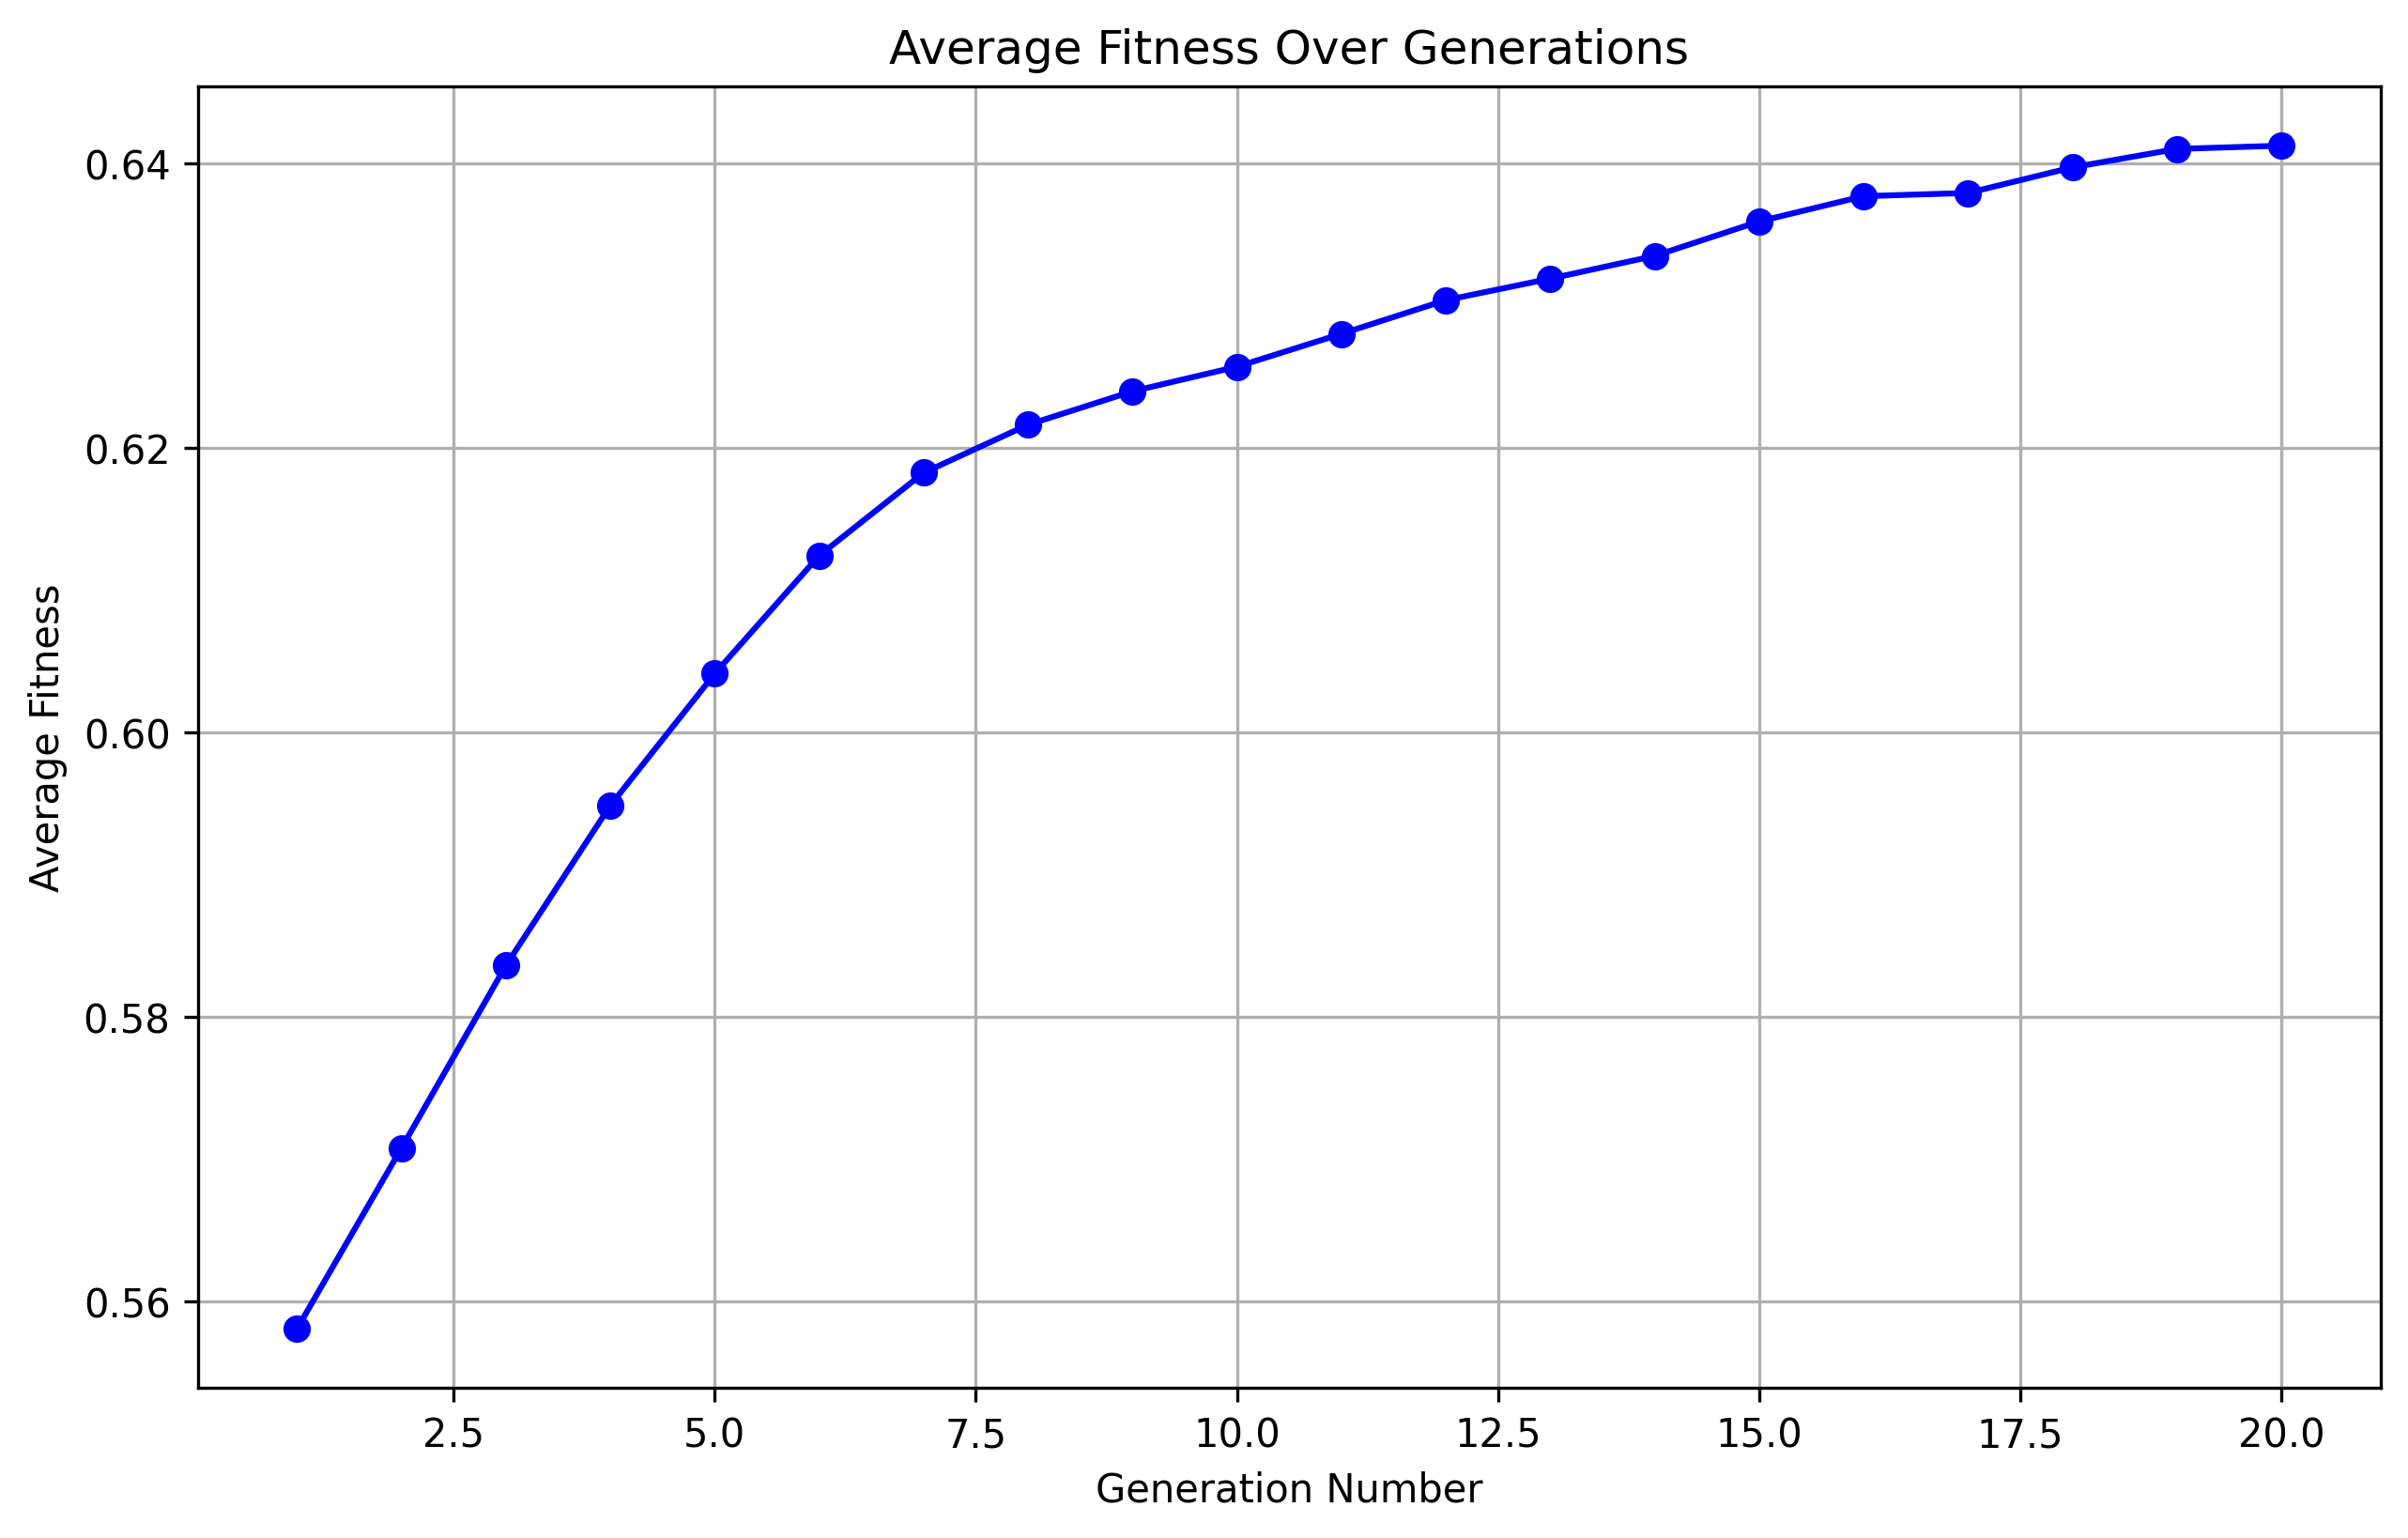 Average Fitness Over Generations
0.64
0.62
0.60
0.58
0.56
Average Fitness
2.5 5.0 7.5 10.0 12.5 15.0 17.5 20.0
Generation Number